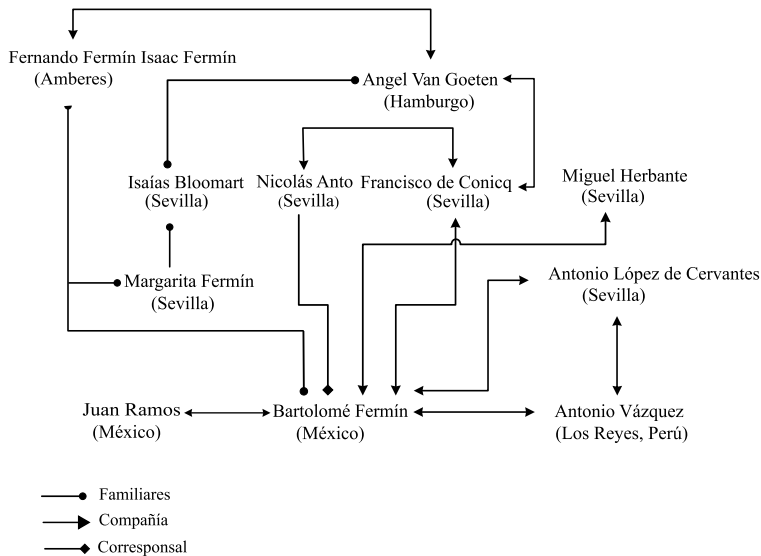 Fernando Fermín Isaac Fermín
(Amberes)
Angel Van Goeten
(Hamburgo)
Isaías Bloomart
(Sevilla)
Nicolás Anto
(Sevilla)
Francisco de Conicq
(Sevilla)
Miguel Herbante
(Sevilla)
Margarita Fermín
(Sevilla)
Antonio López de Cervantes
(Sevilla)
Juan Ramos
(México)
Bartolomé Fermín
(México)
Antonio Vázquez
(Los Reyes, Perú)
Familiares
Compañía
Corresponsal